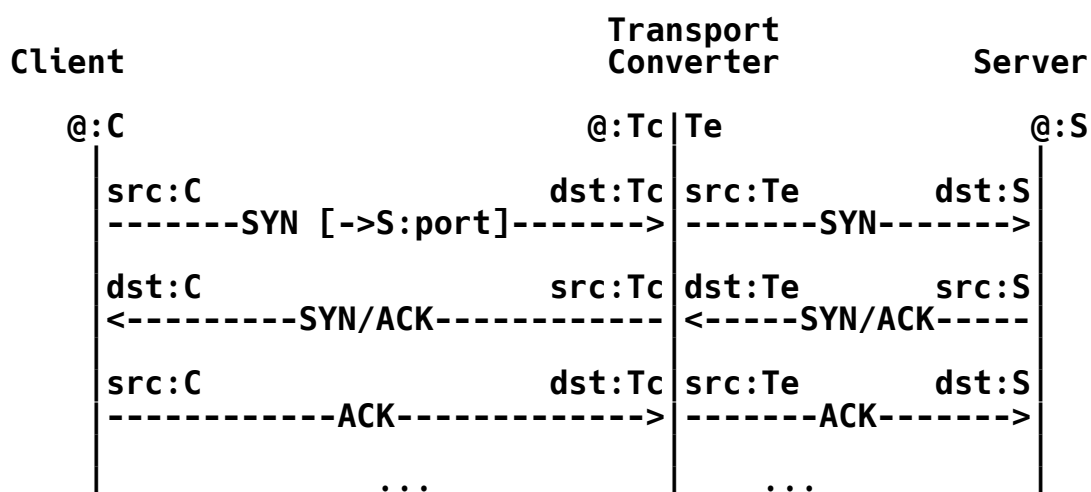 Transport
Client                         Converter          Server

   @:C                        @:Tc|Te                @:S
    |                             |                  |
    |src:C                  dst:Tc|src:Te       dst:S|
    |-------SYN [->S:port]------->|-------SYN------->|
    |                             |                  |
    |dst:C                  src:Tc|dst:Te       src:S|
    |<---------SYN/ACK------------|<-----SYN/ACK-----|
    |                             |                  |
    |src:C                  dst:Tc|src:Te       dst:S|
    |------------ACK------------->|-------ACK------->|
    |                             |                  |
    |              ...            |    ...           |